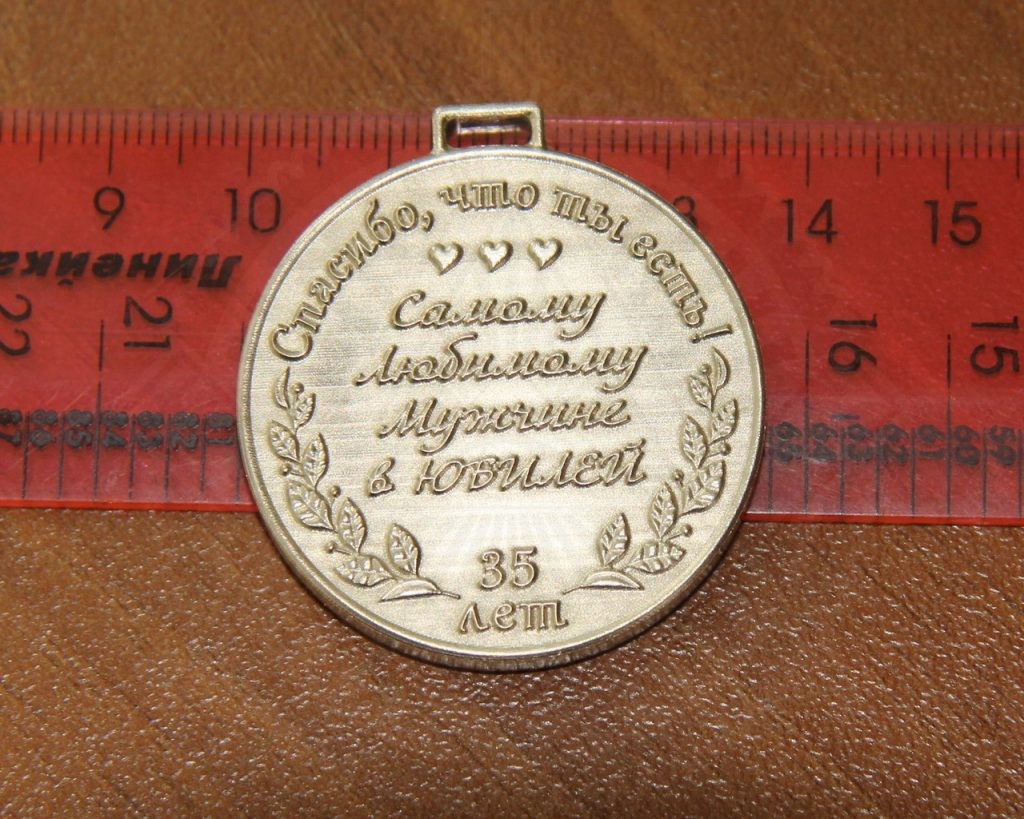 Спасибо, что ты есть!
Самому
Любимому
Мужчине
в ЮБИЛЕЙ
35
лет
9 10 3 14 15
Линейка
22 21 16 15